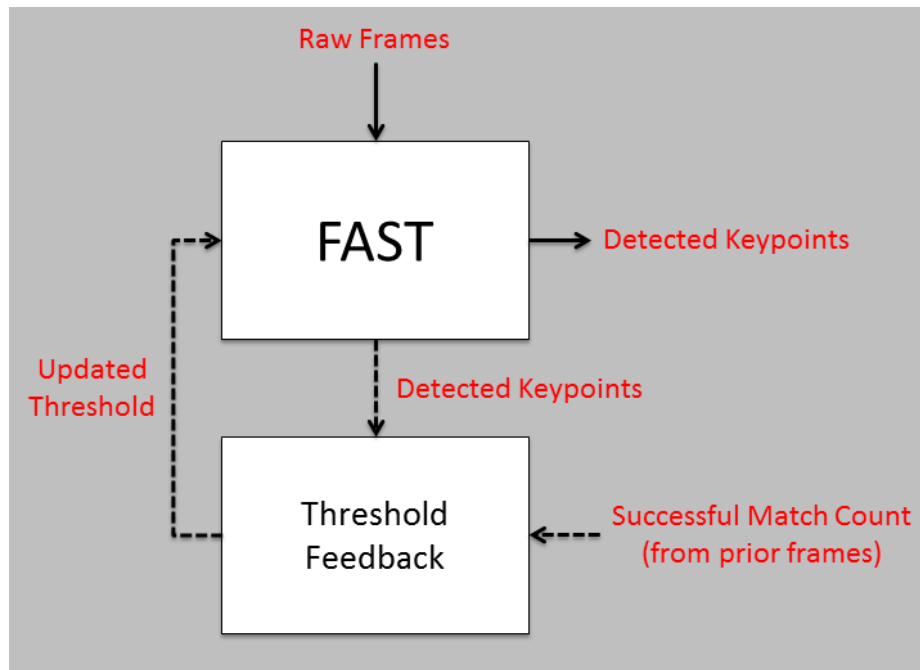 Raw Frames
FAST
Detected Keypoints
Updated
Threshold
Detected Keypoints
Threshold
Feedback
Successful Match Count
(from prior frames)